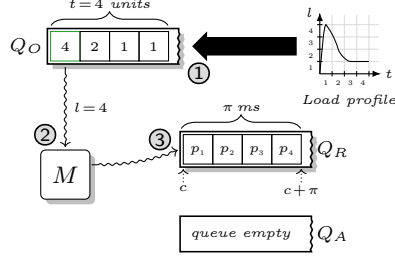 t = 4 units
Q_O 4 2 1 1
1
l
4
3
2
1
1 2 3 4 t
Load profile
l = 4
2
M
3
π ms
p_1 p_2 p_3 p_4 Q_R
c c + π
queue empty Q_A